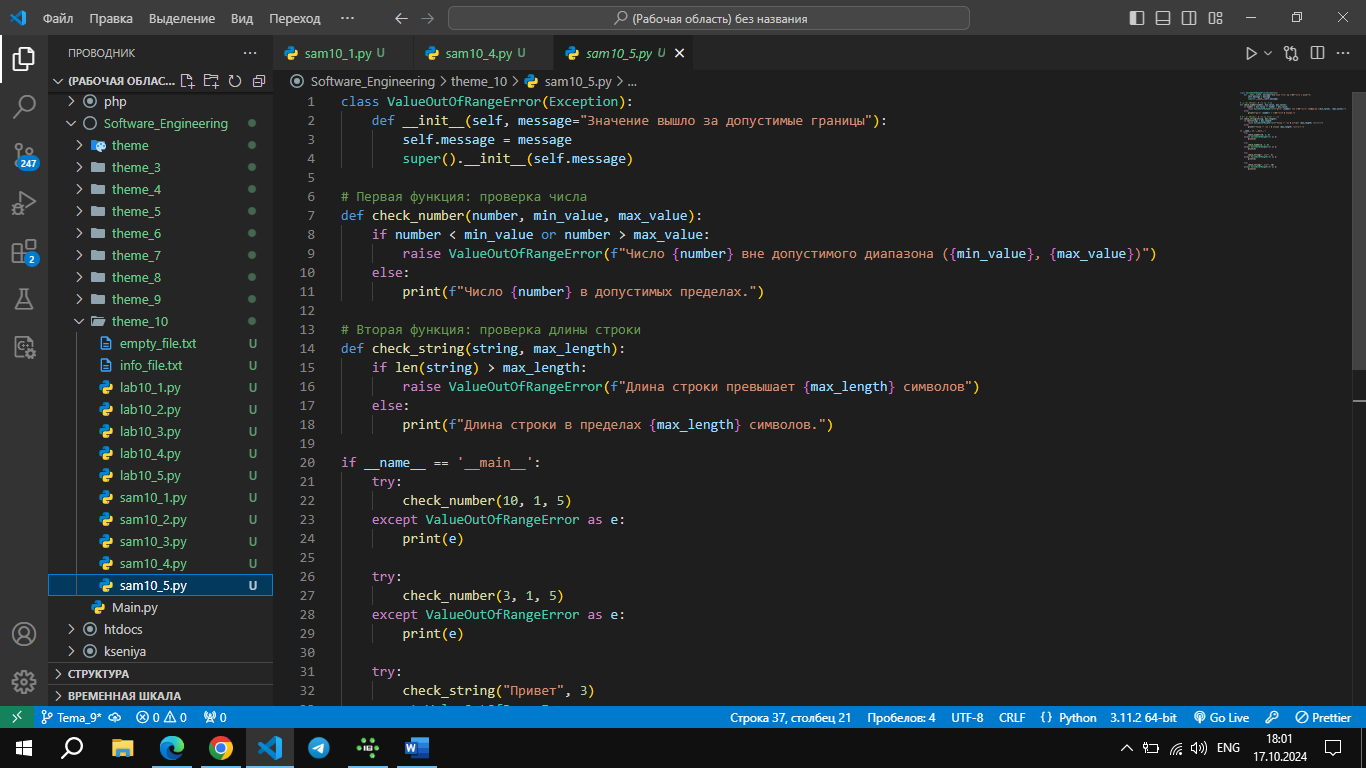 Файл Правка Выделение Вид Переход ··· (Рабочая область) без названия
ПРОВОДНИК ···
(РАБОЧАЯ ОБЛАС...
php
Software_Engineering
theme
theme_3
theme_4
theme_5
theme_6
theme_7
theme_8
theme_9
theme_10
empty_file.txt U
info_file.txt U
lab10_1.py U
lab10_2.py U
lab10_3.py U
lab10_4.py U
lab10_5.py U
sam10_1.py U
sam10_2.py U
sam10_3.py U
sam10_4.py U
sam10_5.py U
Main.py
htdocs
kseniya
СТРУКТУРА
ВРЕМЕННАЯ ШКАЛА
247
2
sam10_1.py U sam10_4.py U sam10_5.py U
Software_Engineering > theme_10 > sam10_5.py > ...
1 class ValueOutOfRangeError(Exception):
2 def __init__(self, message="Значение вышло за допустимые границы"):
3 self.message = message
4 super().__init__(self.message)
5
6 # Первая функция: проверка числа
7 def check_number(number, min_value, max_value):
8 if number < min_value or number > max_value:
9 raise ValueOutOfRangeError(f"Число {number} вне допустимого диапазона ({min_value}, {max_value})")
10 else:
11 print(f"Число {number} в допустимых пределах.")
12
13 # Вторая функция: проверка длины строки
14 def check_string(string, max_length):
15 if len(string) > max_length:
16 raise ValueOutOfRangeError(f"Длина строки превышает {max_length} символов")
17 else:
18 print(f"Длина строки в пределах {max_length} символов.")
19
20 if __name__ == '__main__':
21 try:
22 check_number(10, 1, 5)
23 except ValueOutOfRangeError as e:
24 print(e)
25
26 try:
27 check_number(3, 1, 5)
28 except ValueOutOfRangeError as e:
29 print(e)
30
31 try:
32 check_string("Привет", 3)
Tema_9* 0 0 0 Строка 37, столбец 21 Пробелов: 4 UTF-8 CRLF {} Python 3.11.2 64-bit Go Live Prettier
ENG 18:01
17.10.2024